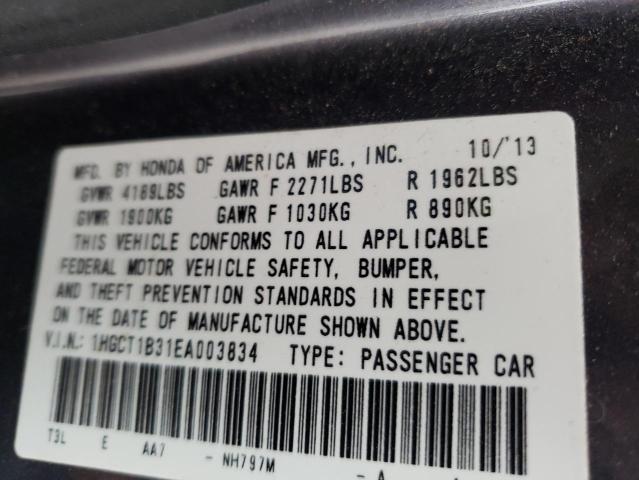 MFD. BY HONDA OF AMERICA MFG., INC. 10/'13
GVWR 4189LBS GAWR F 2271LBS R 1962LBS
GVWR 1900KG GAWR F 1030KG R 890KG
THIS VEHICLE CONFORMS TO ALL APPLICABLE
FEDERAL MOTOR VEHICLE SAFETY, BUMPER,
AND THEFT PREVENTION STANDARDS IN EFFECT
ON THE DATE OF MANUFACTURE SHOWN ABOVE.
V.I.N.: 1HGCT1B31EA003834 TYPE: PASSENGER CAR
T3L E AA7 - NH797M - A